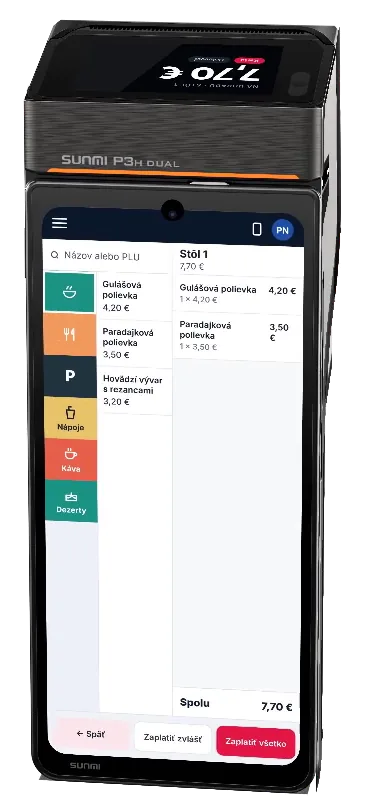 7,70 €
SUNMI P3H DUAL
PN
Názov alebo PLU
Stôl 1
7,70 €
Gulášová
polievka
4,20 €
Paradajková
polievka
3,50 €
Hovädzí vývar
s rezancami
3,20 €
P
Nápoje
Káva
Dezerty
Gulášová polievka 4,20 €
1 × 4,20 €
Paradajková 3,50
polievka €
1 × 3,50 €
Spolu 7,70 €
← Späť
Zaplatiť zvlášť
Zaplatiť všetko
SUNMI